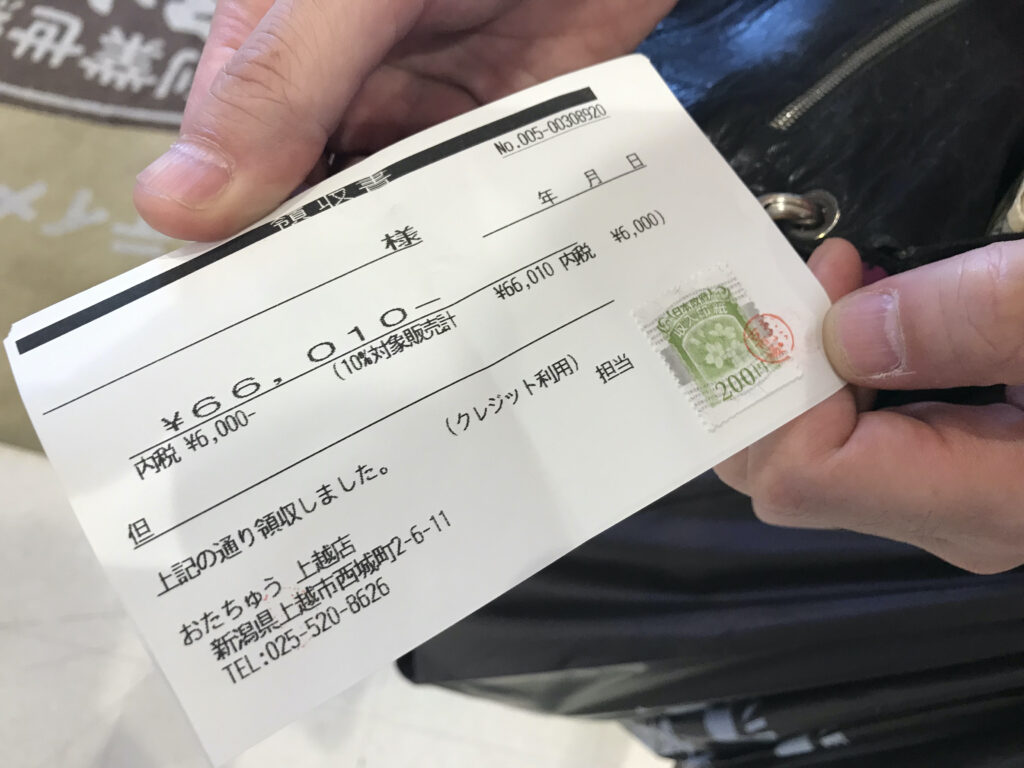 領収書
No.005-00308920
年 月 日
様
¥66,010-
(10%対象販売計 ¥66,010 内税 ¥6,000)
内税 ¥6,000-
但
(クレジット利用)
上記の通り領収しました。
担当
おたちゅう 上越店
新潟県上越市西城町2-6-11
TEL:025-520-8626
200円